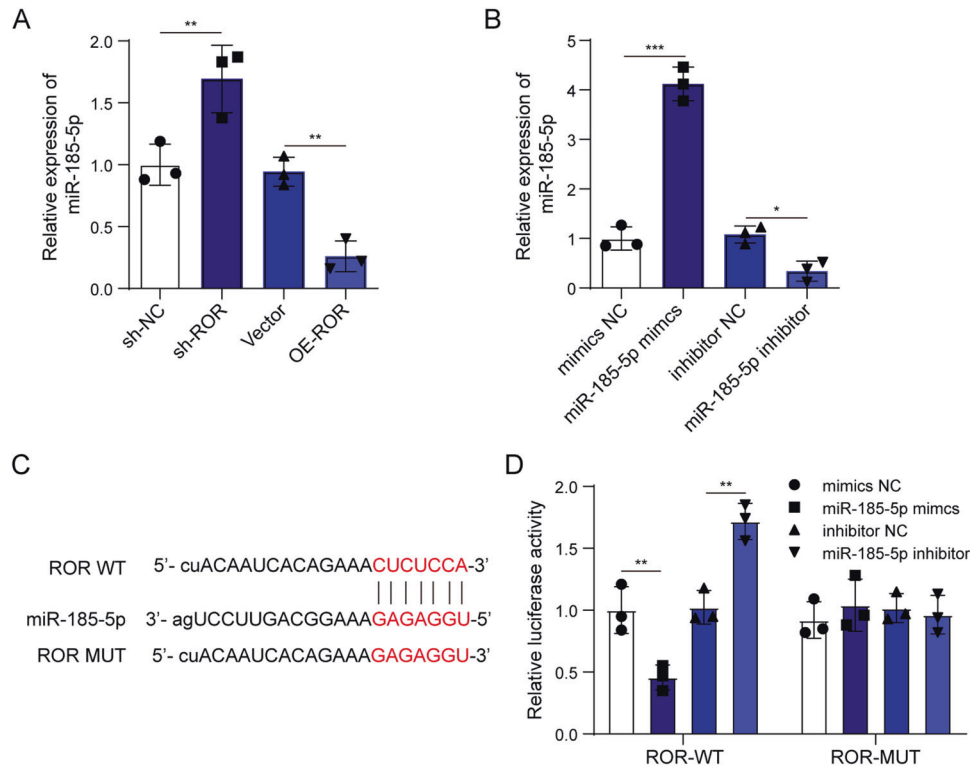 A
Relative expression of
miR-185-5p
2.0
1.5
1.0
0.5
0.0
**
**
sh-NC
sh-ROR
Vector
OE-ROR
B
Relative expression of
miR-185-5p
5
4
3
2
1
0
***
*
mimics NC
miR-185-5p mimcs
inhibitor NC
miR-185-5p inhibitor
C
ROR WT 5'- cuACAAUCACAGAAACUCUCCA-3'
miR-185-5p 3'- agUCCUUGACGGAAAGAGAGGU-5'
ROR MUT 5'- cuACAAUCACAGAAAGAGAGGU-3'
D
Relative luciferase activity
2.0
1.5
1.0
0.5
0.0
**
**
mimics NC
miR-185-5p mimcs
inhibitor NC
miR-185-5p inhibitor
ROR-WT
ROR-MUT